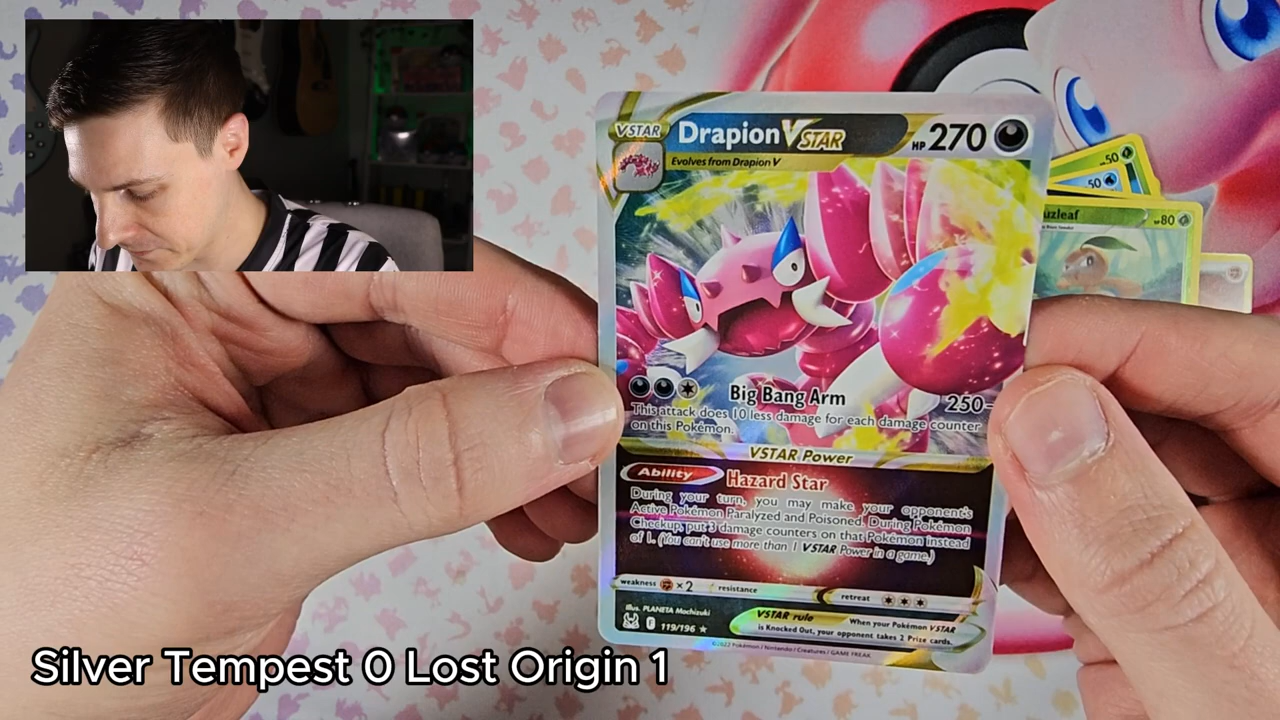 VSTAR
Drapion VSTAR
HP 270
Evolves from Drapion V
50
50
uzleaf
HP 80
Big Bang Arm
250-
This attack does 10 less damage for each damage counter
on this Pokémon.
VSTAR Power
Ability Hazard Star
During your turn, you may make your opponent's
Active Pokémon Paralyzed and Poisoned. During Pokémon
Checkup, put 3 damage counters on that Pokémon instead
of 1. (You can't use more than 1 VSTAR Power in a game.)
weakness ×2 resistance retreat
Illus. PLANETA Mochizuki
F 119/196 ★
VSTAR rule When your Pokémon VSTAR
is Knocked Out, your opponent takes 2 Prize cards.
©2022 Pokémon / Nintendo / Creatures / GAME FREAK
Silver Tempest 0 Lost Origin 1